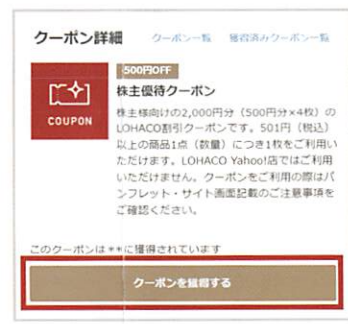 クーポン詳細 クーポン一覧 獲得済みクーポン一覧
500円OFF
株主優待クーポン
COUPON
株主様向けの2,000円分（500円×4枚）の
LOHACO割引クーポンです。501円（税込）
以上の商品1点（数量）につき1枚をご利用い
ただけます。LOHACO Yahoo!店ではご利用
いただけません。クーポンをご利用の際はパ
ンフレット・サイト画面記載のご注意事項を
ご確認ください。
このクーポンは**に獲得されています
クーポンを獲得する